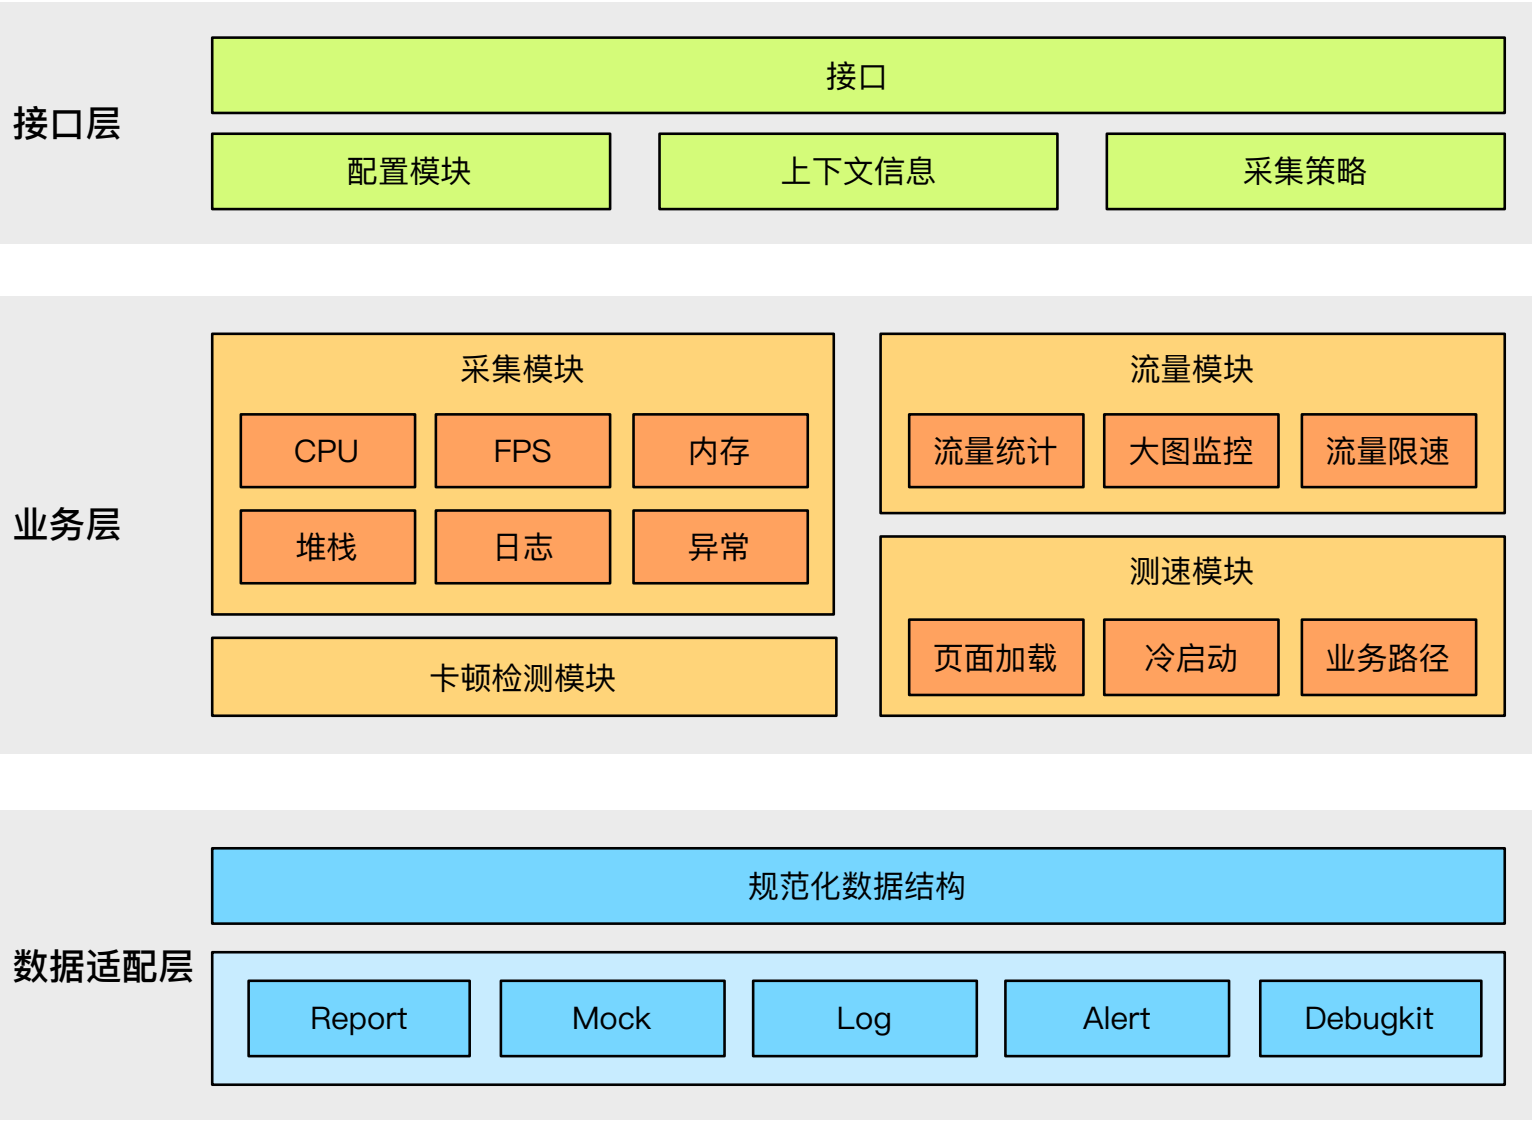 接口层
接口
配置模块
上下文信息
采集策略
业务层
采集模块
CPU
FPS
内存
堆栈
日志
异常
卡顿检测模块
流量模块
流量统计
大图监控
流量限速
测速模块
页面加载
冷启动
业务路径
数据适配层
规范化数据结构
Report
Mock
Log
Alert
Debugkit